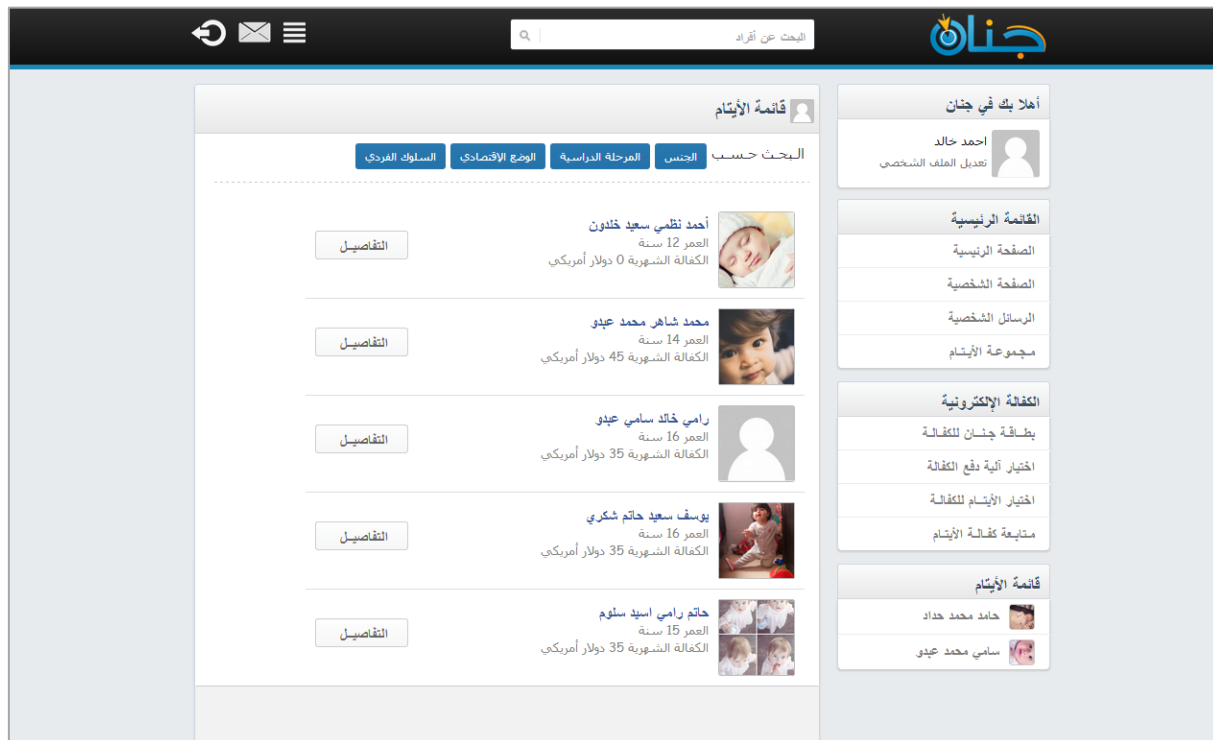 جنان
البحث عن أفراد
أهلا بك في جنان
احمد خالد
تعديل الملف الشخصي
القائمة الرئيسية
الصفحة الرئيسية
الصفحة الشخصية
الرسائل الشخصية
مجموعة الأيتام
الكفالة الإلكترونية
بطاقة جنان للكفالة
اختيار آلية دفع الكفالة
اختيار الأيتام للكفالة
متابعة كفالة الأيتام
قائمة الأيتام
حامد محمد حداد
سامي محمد عبدو
قائمة الأيتام
البحث حسب الجنس المرحلة الدراسية الوضع الإقتصادي السلوك الفردي
أحمد نظمي سعيد خلدون
العمر 12 سنة
الكفالة الشهرية 0 دولار أمريكي
التفاصيل
محمد شاهر محمد عبدو
العمر 14 سنة
الكفالة الشهرية 45 دولار أمريكي
التفاصيل
رامي خالد سامي عبدو
العمر 16 سنة
الكفالة الشهرية 35 دولار أمريكي
التفاصيل
يوسف سعيد حاتم شكري
العمر 16 سنة
الكفالة الشهرية 35 دولار أمريكي
التفاصيل
حاتم رامي اسيد سلوم
العمر 15 سنة
الكفالة الشهرية 35 دولار أمريكي
التفاصيل